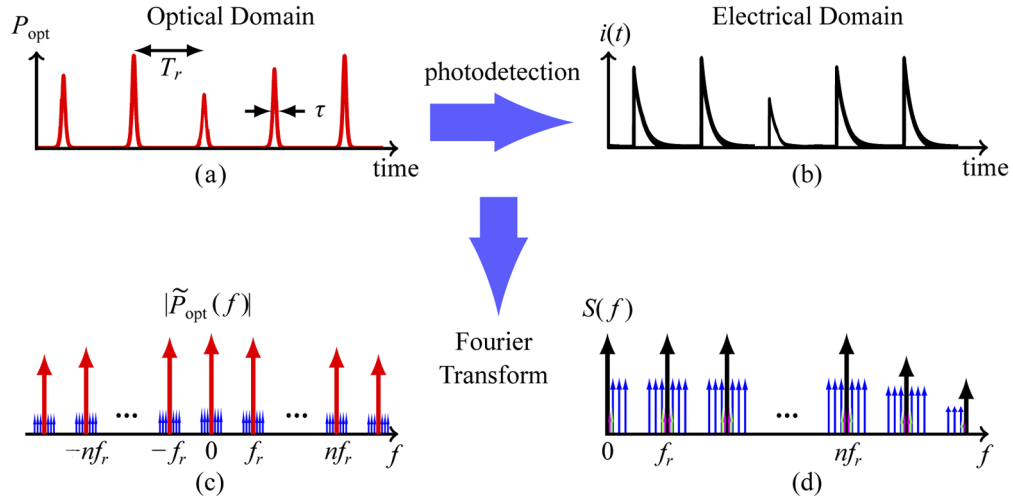 Optical Domain
Electrical Domain
P_opt
T_r
τ
time
(a)
photodetection
i(t)
time
(b)
|P̃_opt(f)|
−nf_r
...
−f_r
0
f_r
...
nf_r
f
(c)
Fourier
Transform
S(f)
0
f_r
...
nf_r
f
(d)